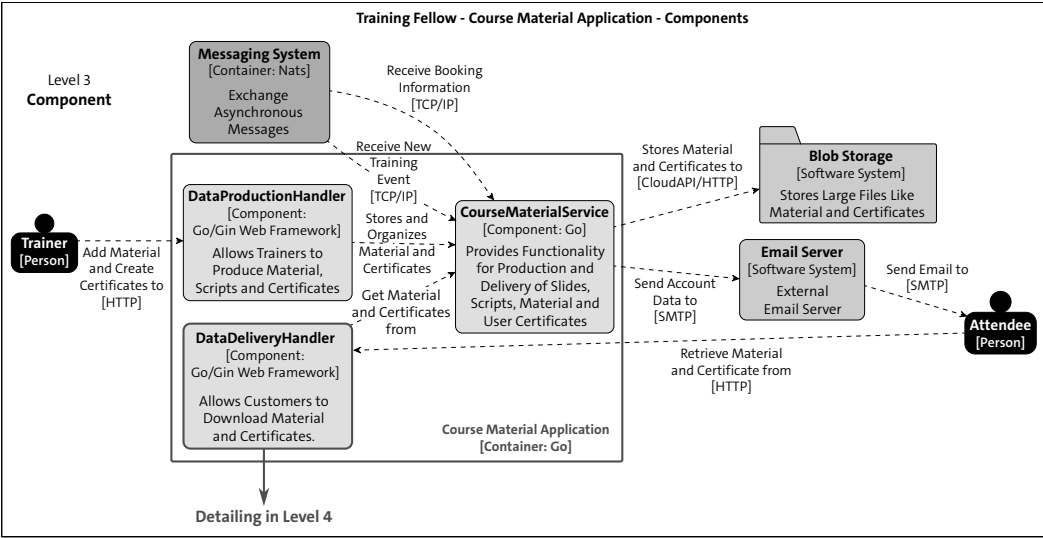 Training Fellow - Course Material Application - Components
Level 3
Component
Messaging System
[Container: Nats]
Exchange
Asynchronous
Messages
Receive Booking
Information
[TCP/IP]
Receive New
Training
Event
[TCP/IP]
Trainer
[Person]
Add Material
and Create
Certificates to
[HTTP]
DataProductionHandler
[Component:
Go/Gin Web Framework]
Allows Trainers to
Produce Material,
Scripts and Certificates
Stores and
Organizes
Material and
Certificates
Get Material
and Certificates
from
CourseMaterialService
[Component: Go]
Provides Functionality
for Production and
Delivery of Slides,
Scripts, Material and
User Certificates
Stores Material
and Certificates to
[CloudAPI/HTTP]
Blob Storage
[Software System]
Stores Large Files Like
Material and Certificates
Send Account
Data to
[SMTP]
Email Server
[Software System]
External
Email Server
Send Email to
[SMTP]
Attendee
[Person]
Retrieve Material
and Certificate from
[HTTP]
DataDeliveryHandler
[Component:
Go/Gin Web Framework]
Allows Customers to
Download Material
and Certificates.
Course Material Application
[Container: Go]
Detailing in Level 4